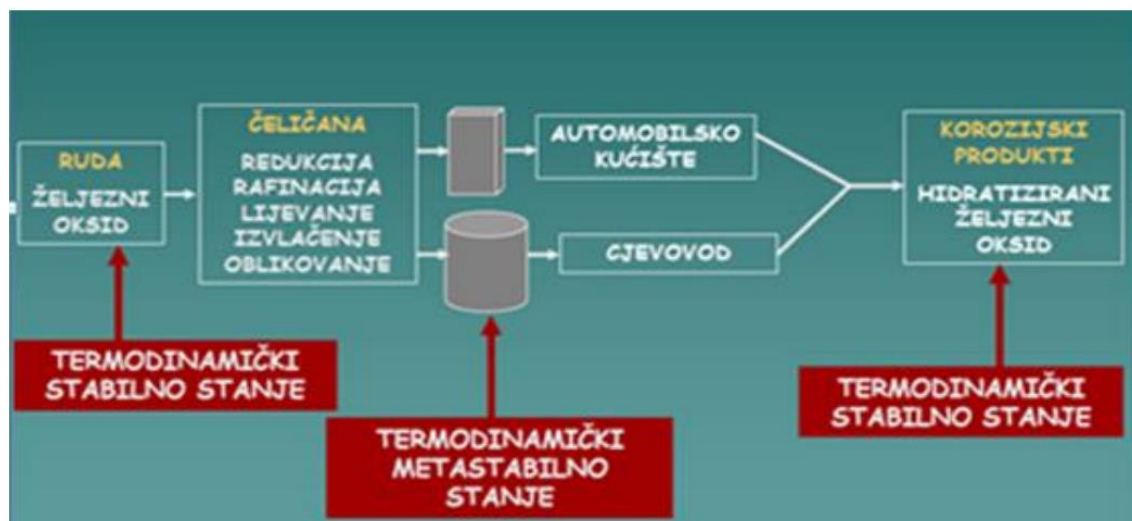 RUDA
ŽELJEZNI
OKSID
ČELIČANA
REDUKCIJA
RAFINACIJA
LIJEVANJE
IZVLAČENJE
OBLIKOVANJE
AUTOMOBILSKO
KUĆIŠTE
CJEVOVOD
KOROZIJSKI
PRODUKTI
HIDRATIZIRANI
ŽELJEZNI
OKSID
TERMODINAMIČKI
STABILNO STANJE
TERMODINAMIČKI
METASTABILNO
STANJE
TERMODINAMIČKI
STABILNO STANJE